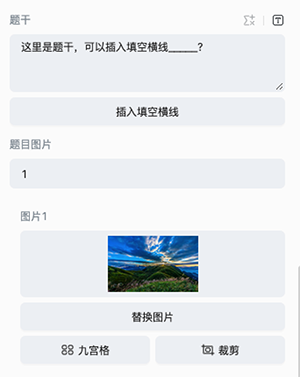 题干
这里是题干，可以插入填空横线______?
插入填空横线
题目图片
1
图片1
替换图片
九宫格
裁剪